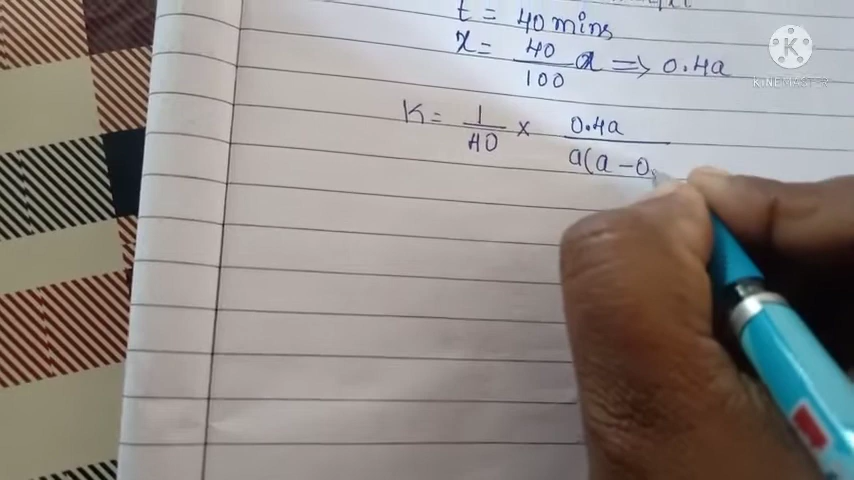 t = 40 mins
x = 40/100 a => 0.4a
K = 1/40 × 0.4a/a(a-0.
KINEMASTER